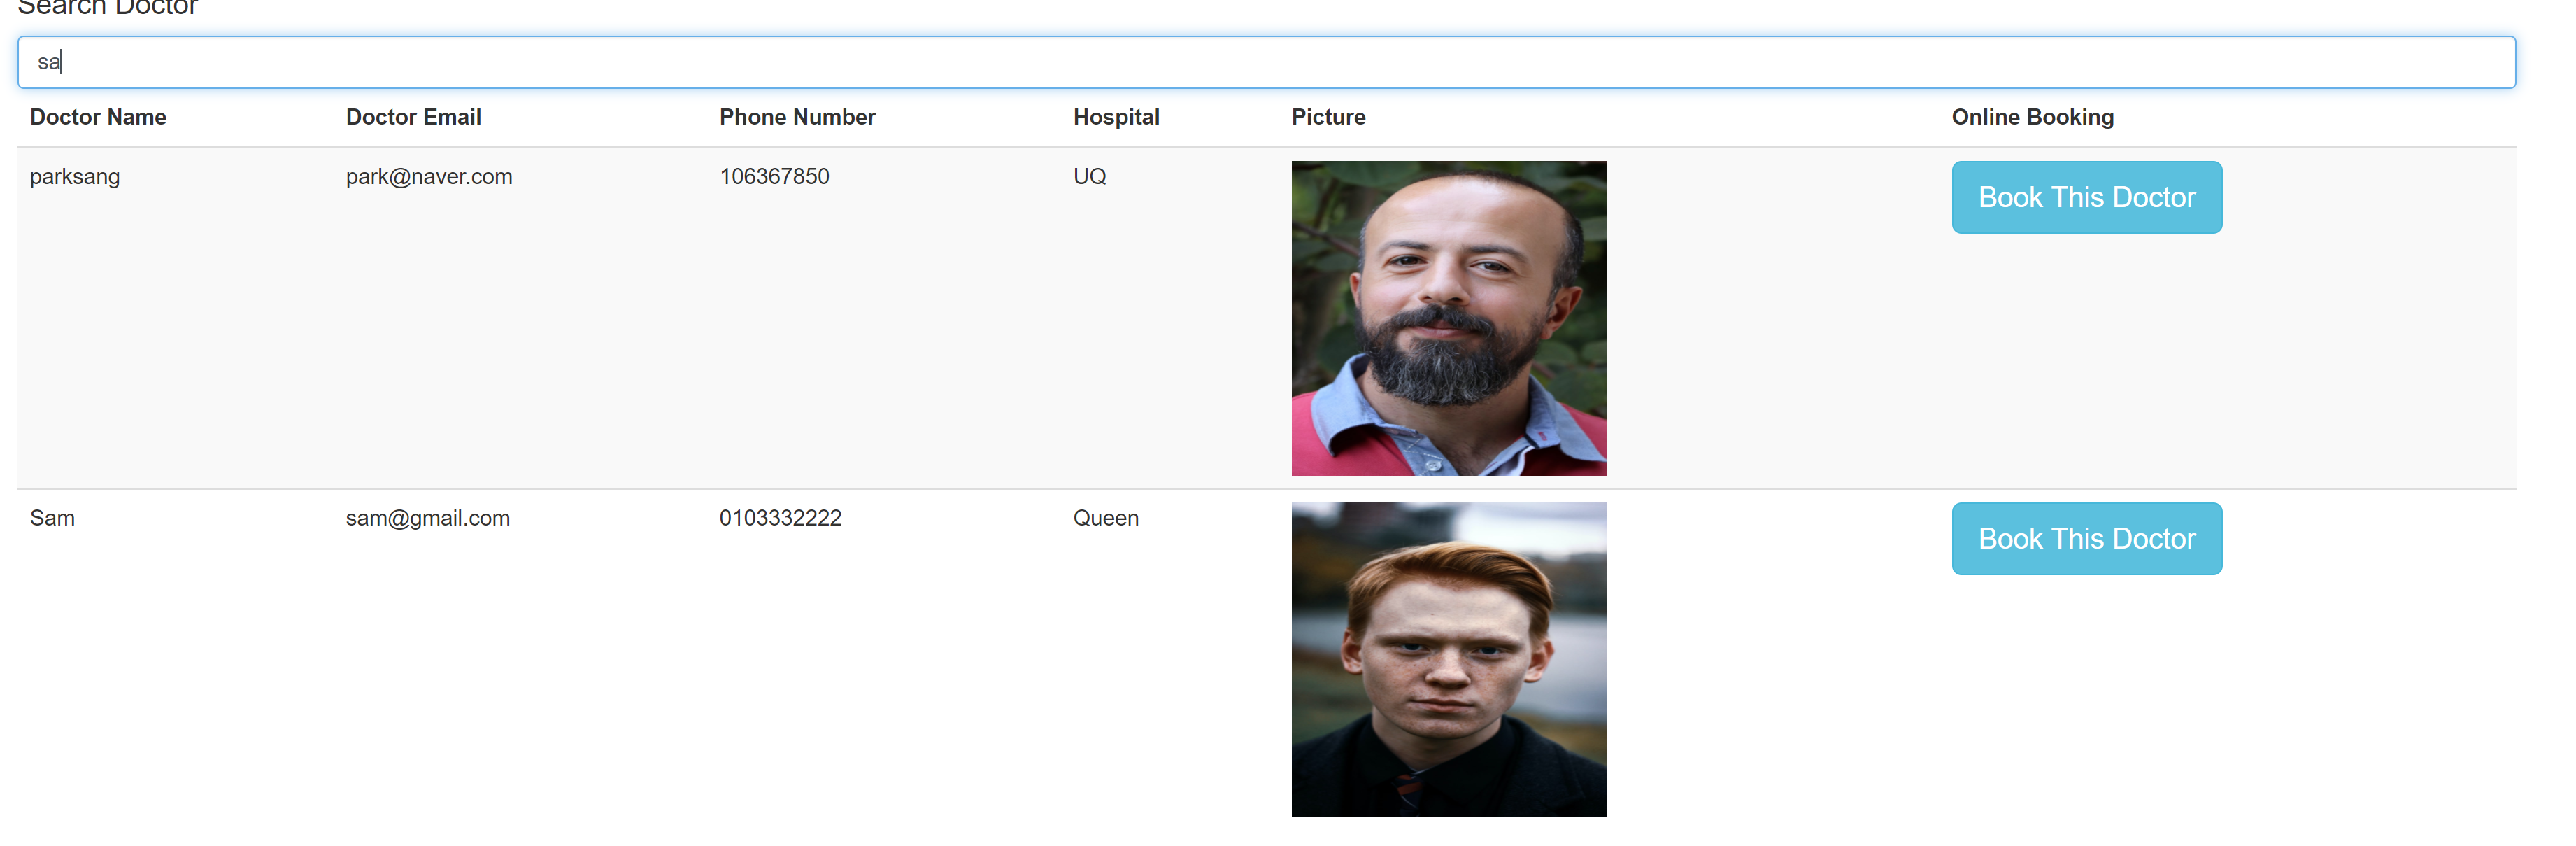 Search Doctor
sa
Doctor Name Doctor Email Phone Number Hospital Picture Online Booking
parksang park@naver.com 106367850 UQ Book This Doctor
Sam sam@gmail.com 0103332222 Queen Book This Doctor